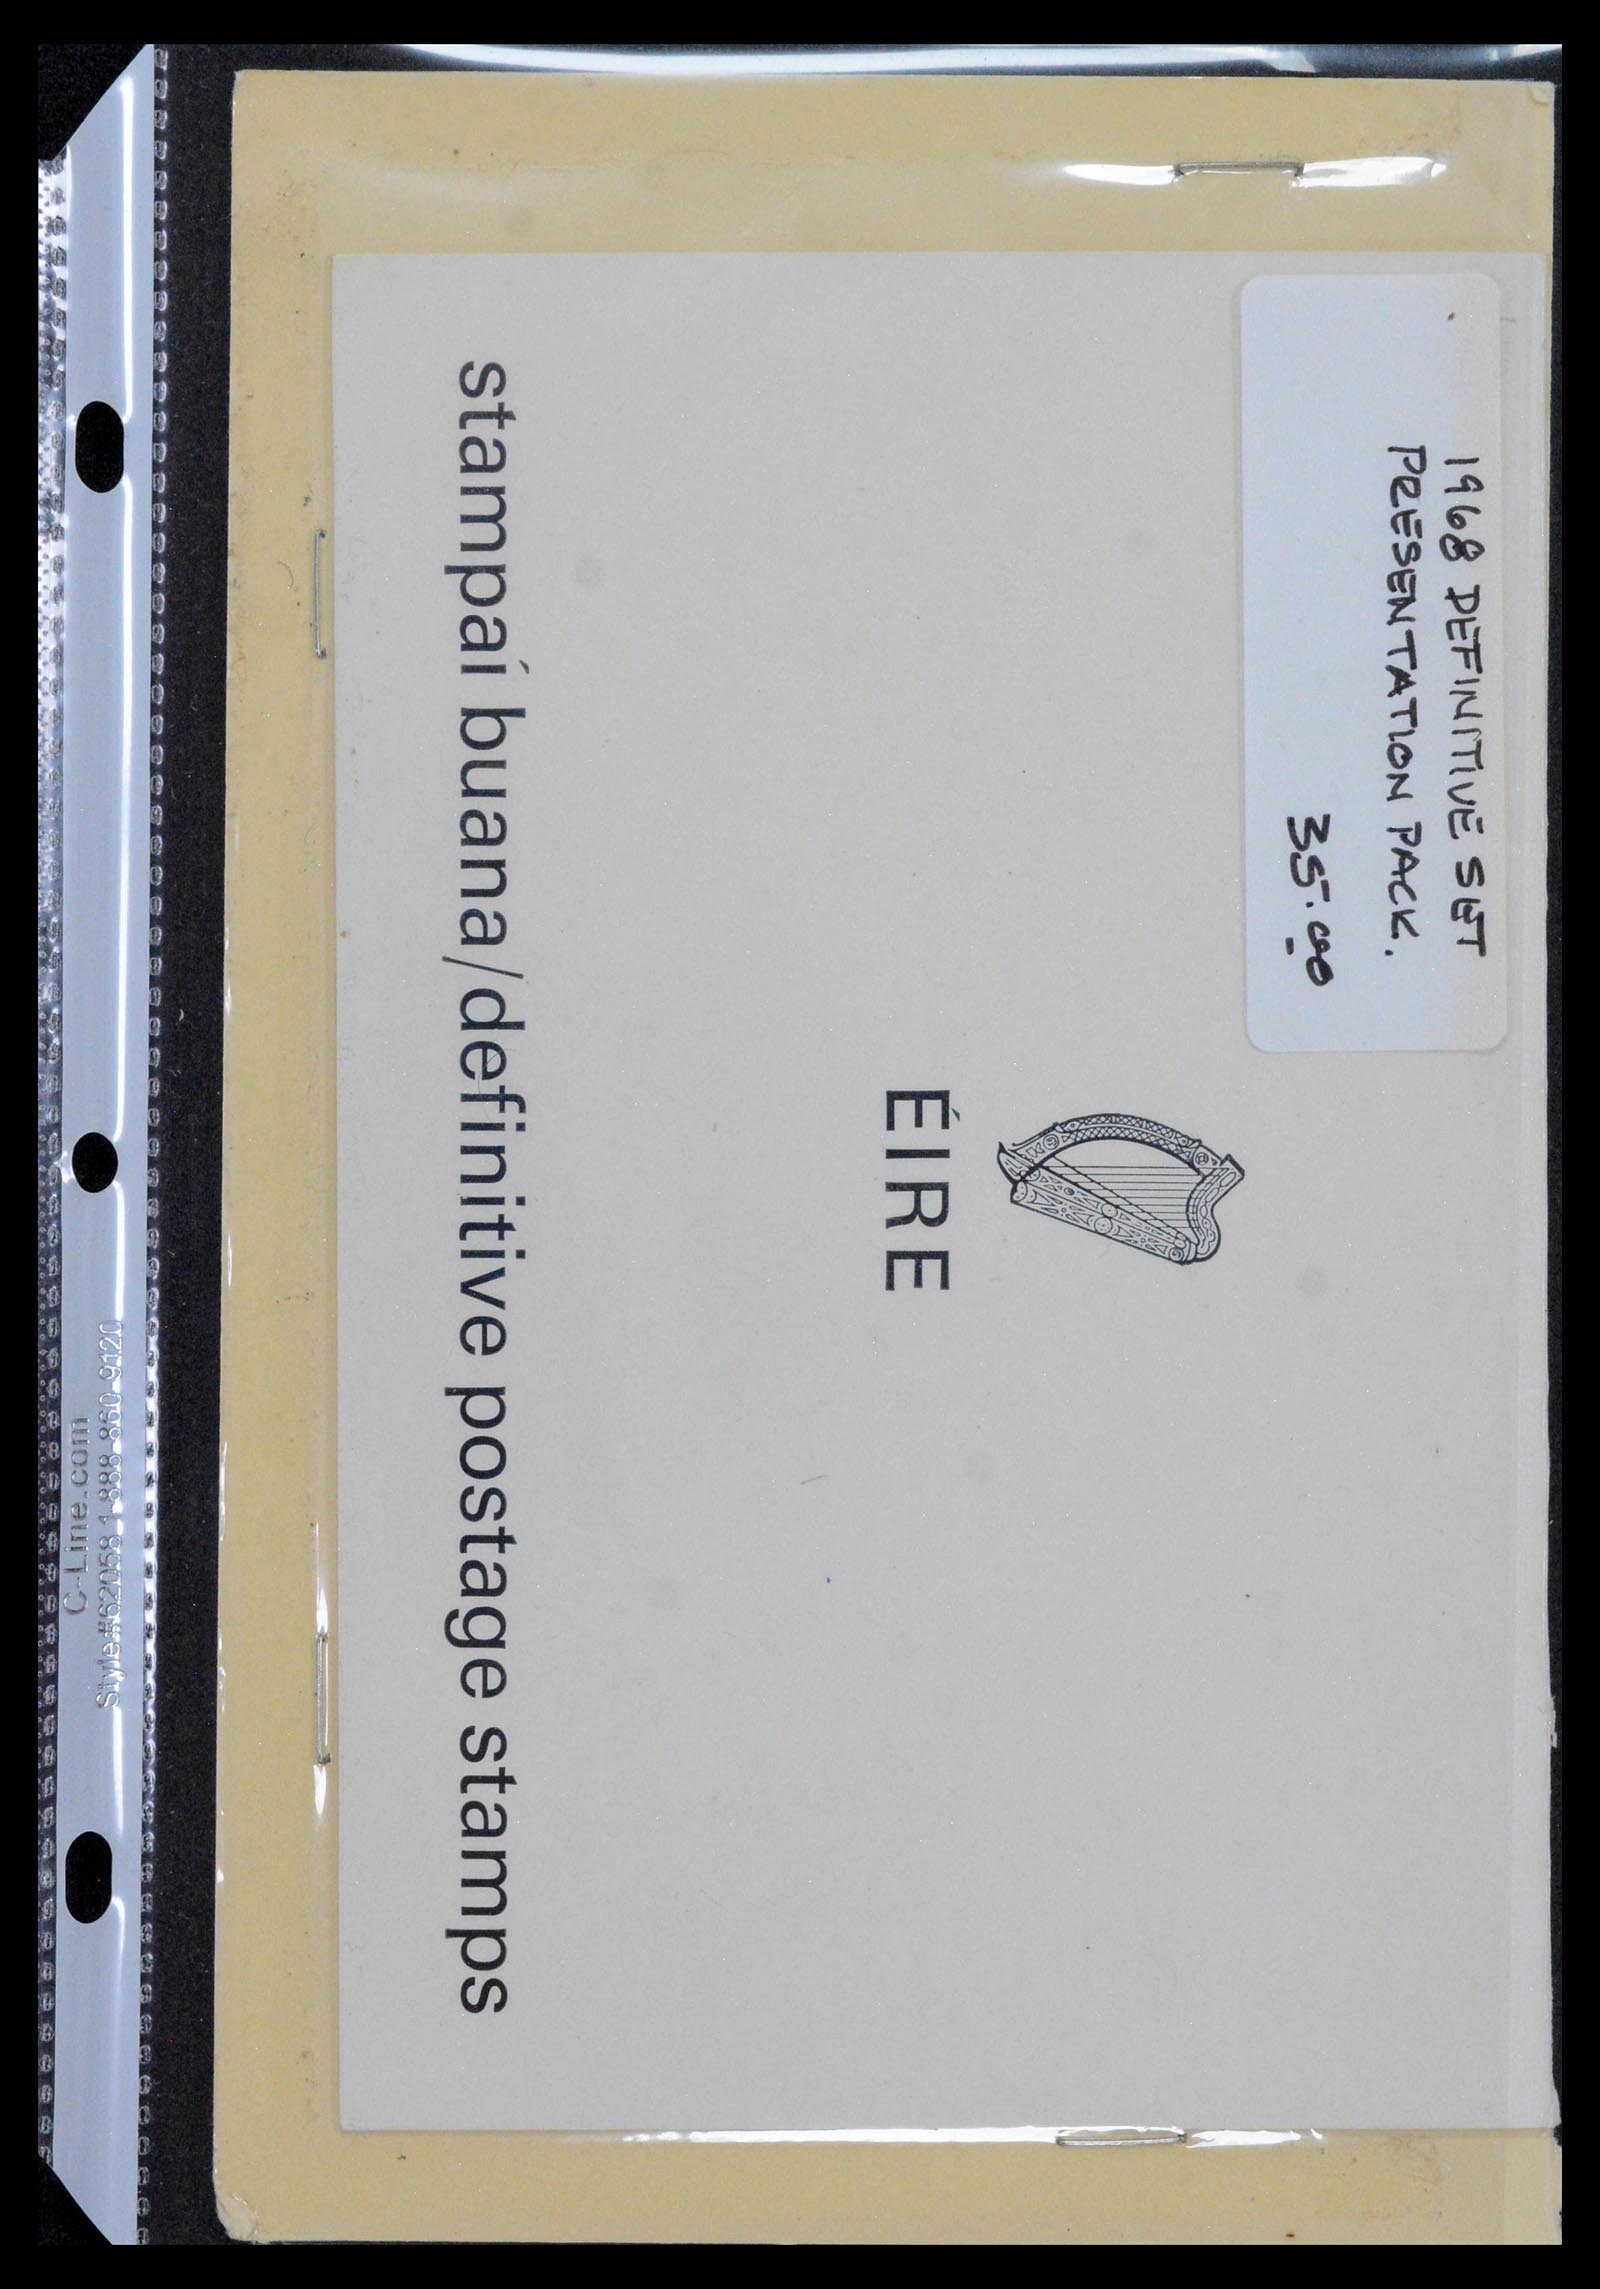 1968 DEFINITIVE SET
PRESENTATION PACK.
35.00
ÉIRE
stampaí buana/definitive postage stamps
C-Line.com
Style #62058 1-888-860-9120